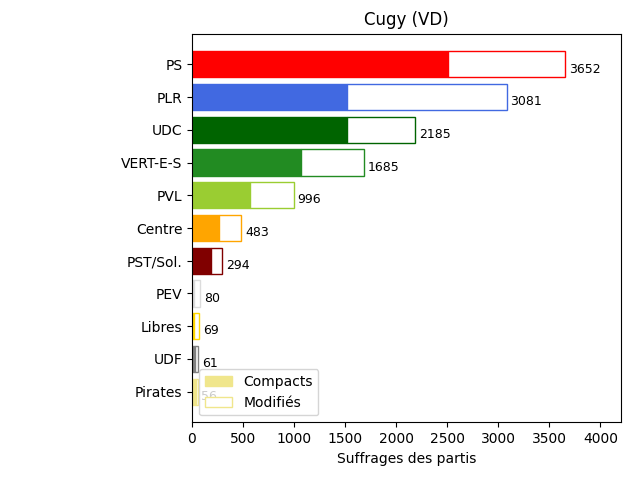 Cugy (VD)
PS 3652
PLR 3081
UDC 2185
VERT-E-S 1685
PVL 996
Centre 483
PST/Sol. 294
PEV 80
Libres 69
UDF 61
Pirates 56
Compacts
Modifiés
0 500 1000 1500 2000 2500 3000 3500 4000
Suffrages des partis